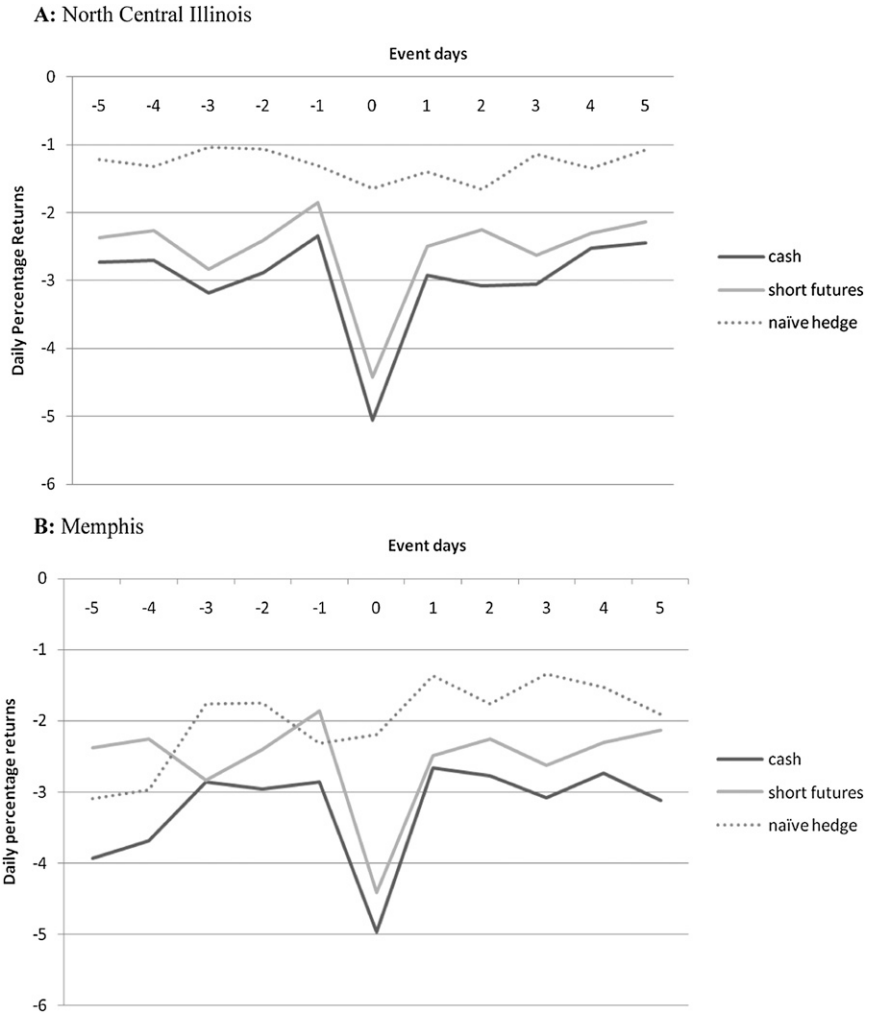 A: North Central Illinois
Event days
0
-5 -4 -3 -2 -1 0 1 2 3 4 5
-1
-2
-3
-4
-5
-6
Daily Percentage Returns
cash
short futures
naïve hedge
B: Memphis
Event days
0
-5 -4 -3 -2 -1 0 1 2 3 4 5
-1
-2
-3
-4
-5
-6
Daily percentage returns
cash
short futures
naïve hedge